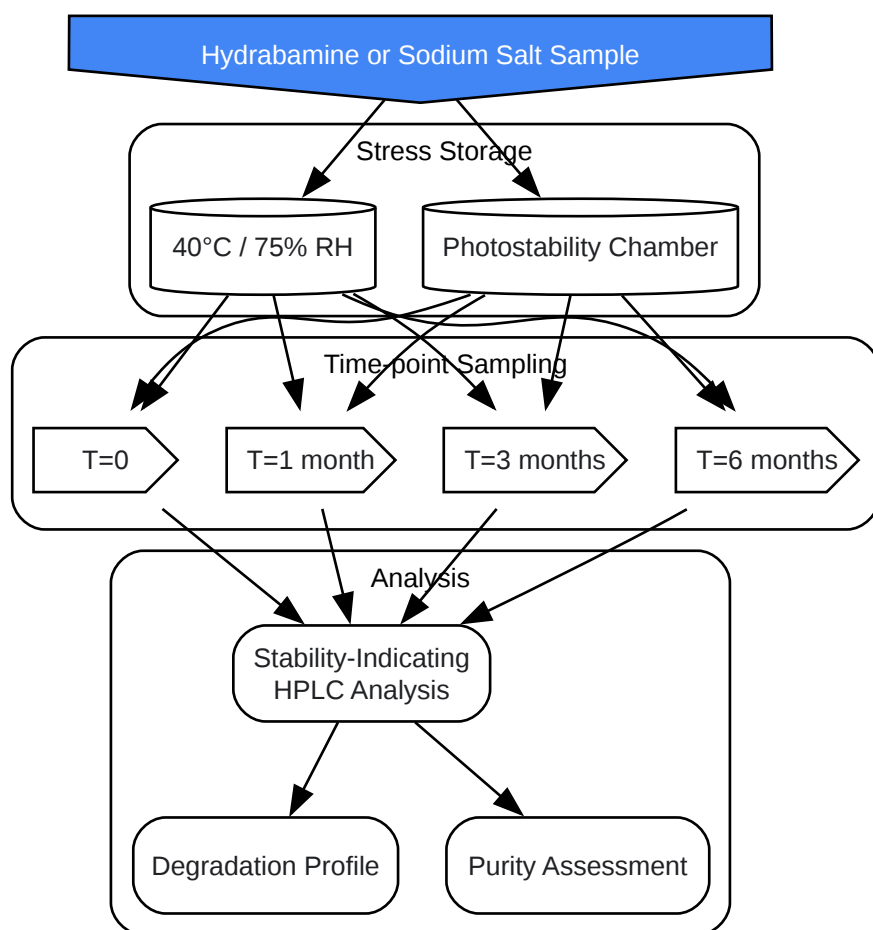 Hydrabamine or Sodium Salt Sample
Stress Storage
40°C / 75% RH
Photostability Chamber
Time-point Sampling
T=0
T=1 month
T=3 months
T=6 months
Analysis
Stability-Indicating
HPLC Analysis
Degradation Profile
Purity Assessment